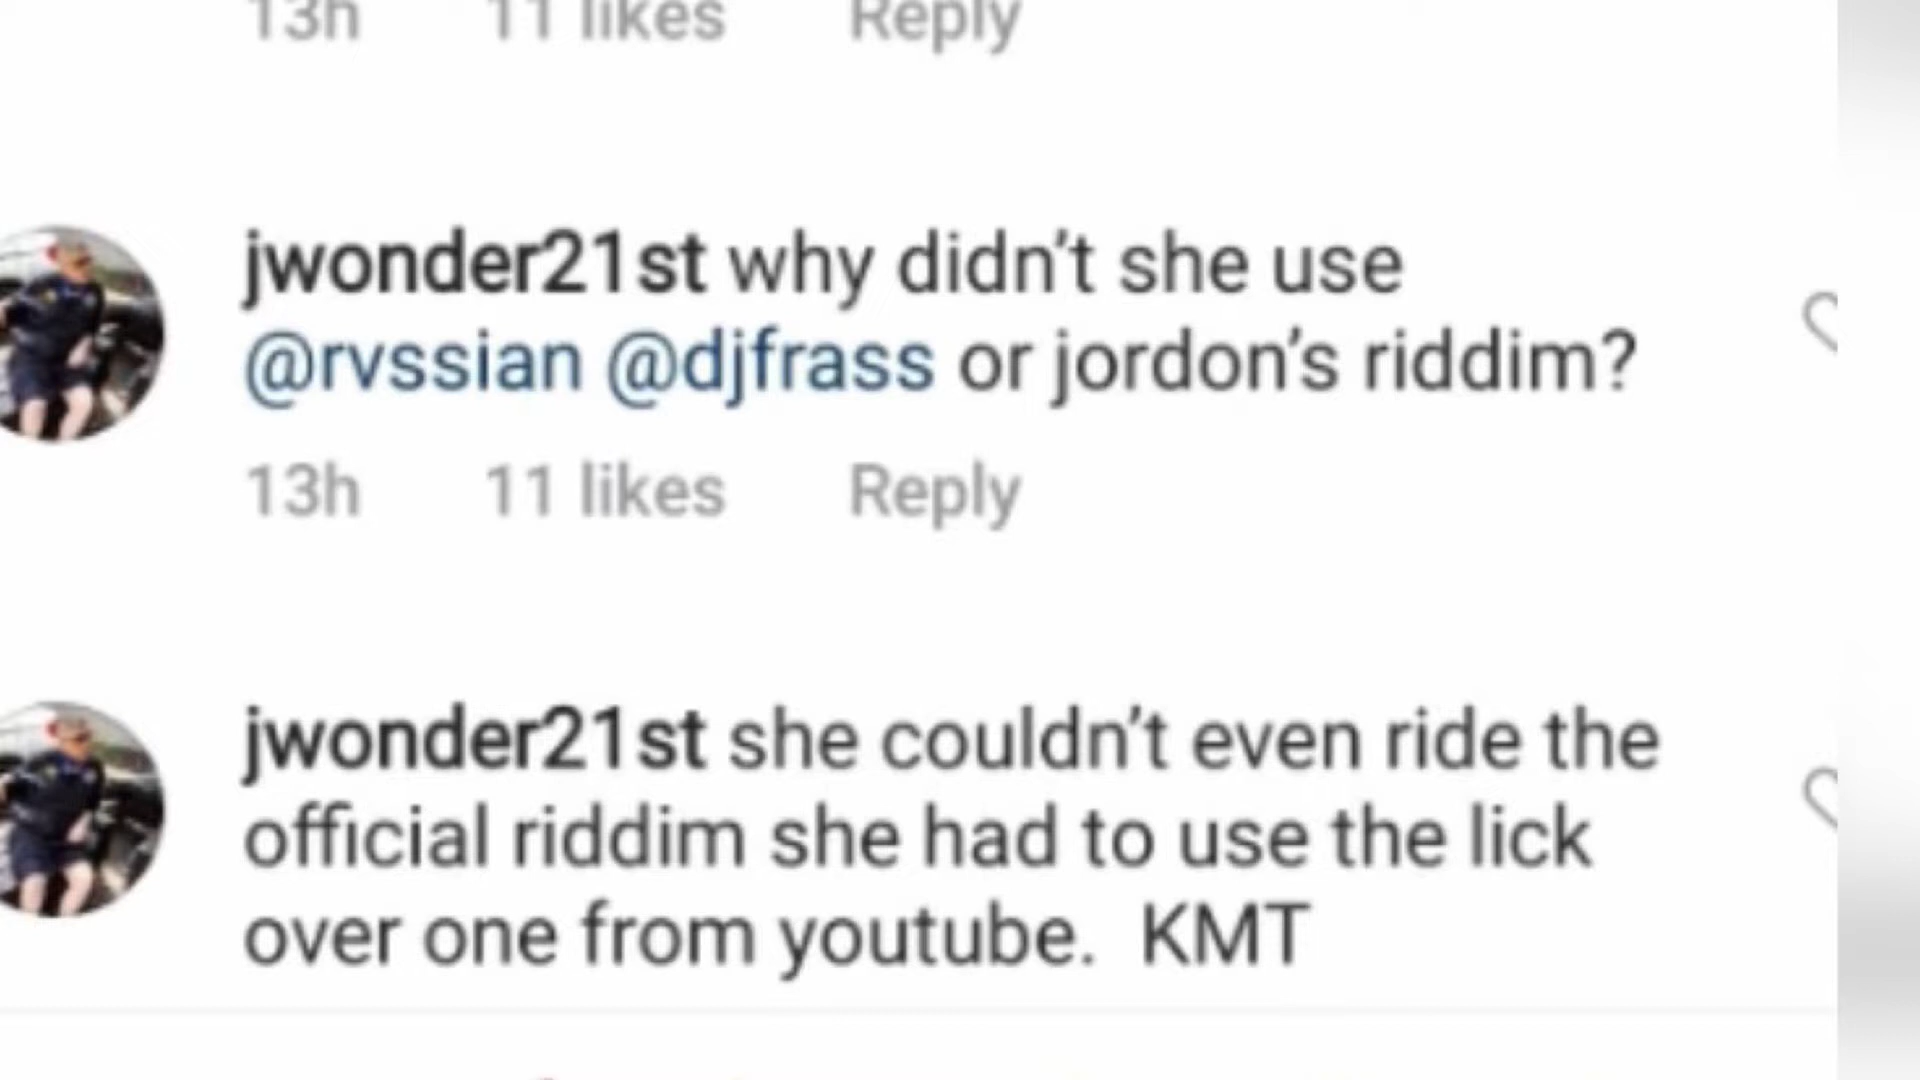 13h 11 likes Reply
jwonder21st why didn't she use
@rvssian @djfrass or jordon's riddim?
13h 11 likes Reply
jwonder21st she couldn't even ride the
official riddim she had to use the lick
over one from youtube. KMT